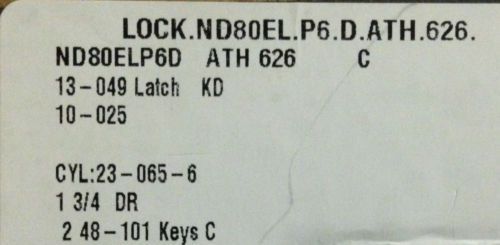 LOCK.ND80EL.P6.D.ATH.626.
ND80ELP6D ATH 626 C
13-049 Latch KD
10-025
CYL:23-065-6
1 3/4 DR
2 48-101 Keys C